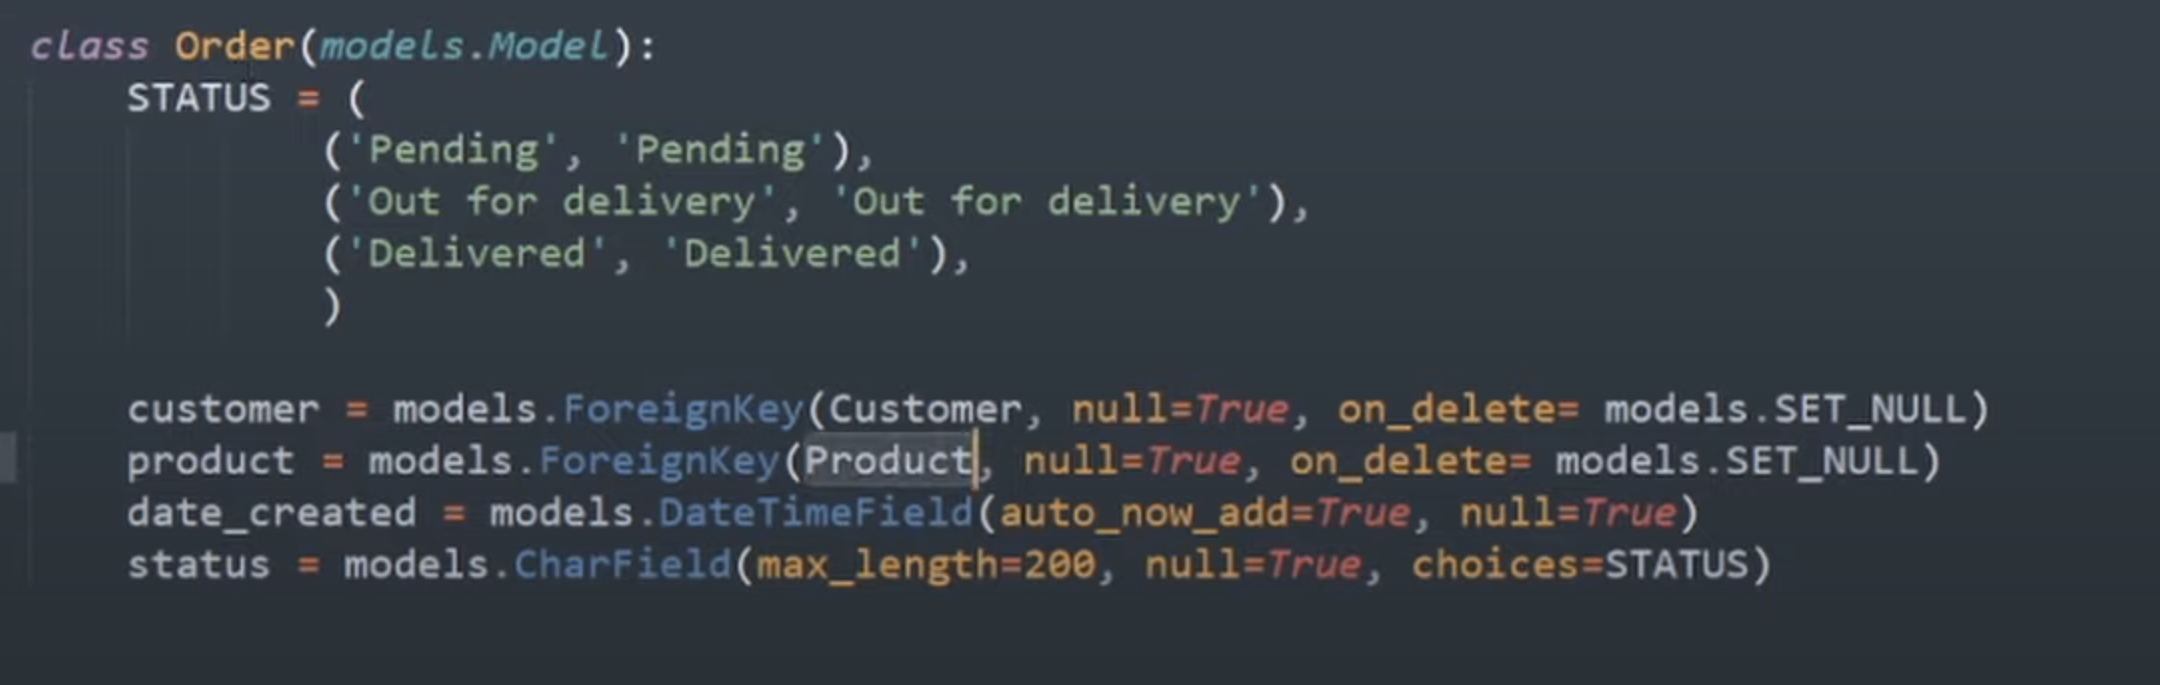 class Order(models.Model):
    STATUS = (
            ('Pending', 'Pending'),
            ('Out for delivery', 'Out for delivery'),
            ('Delivered', 'Delivered'),
            )
    customer = models.ForeignKey(Customer, null=True, on_delete= models.SET_NULL)
    product = models.ForeignKey(Product, null=True, on_delete= models.SET_NULL)
    date_created = models.DateTimeField(auto_now_add=True, null=True)
    status = models.CharField(max_length=200, null=True, choices=STATUS)